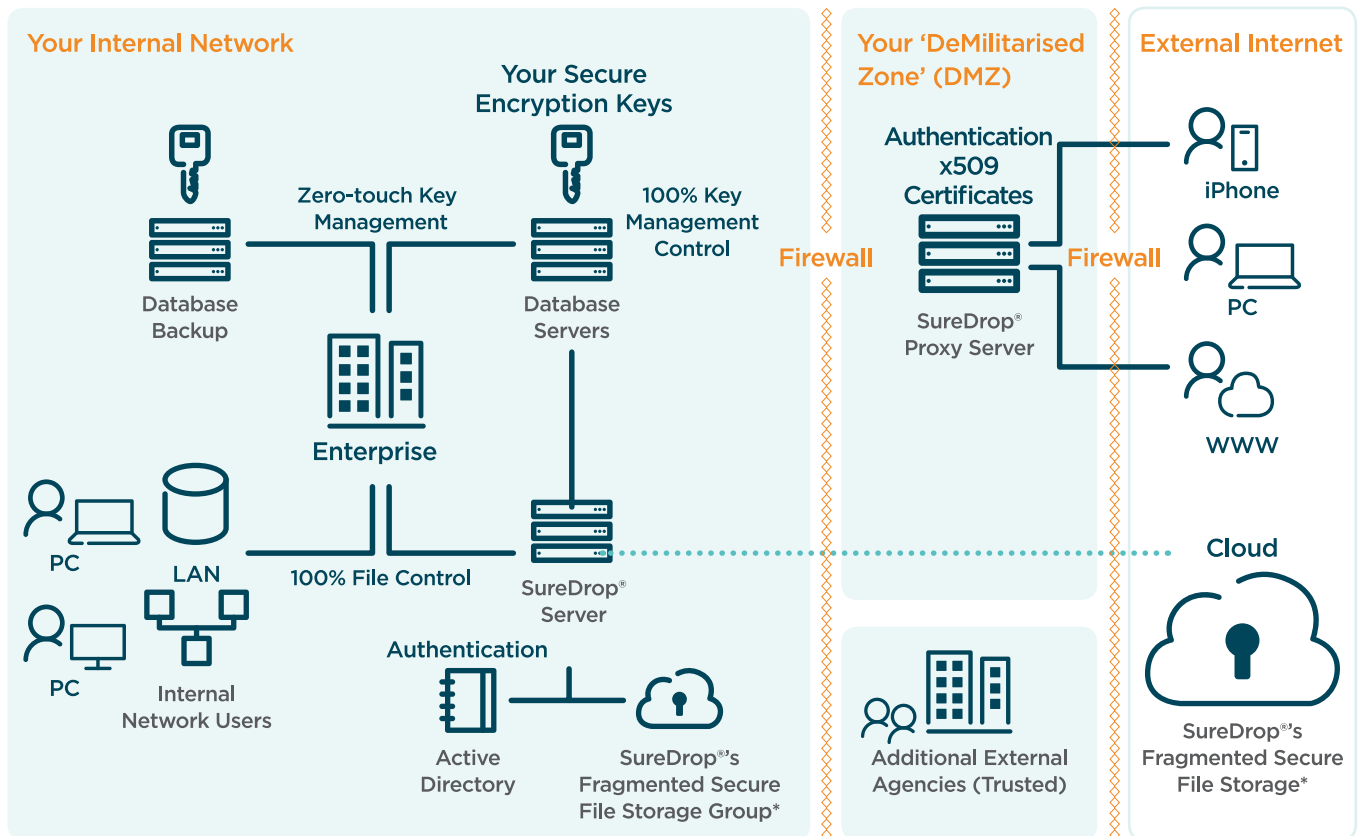 Your Internal Network
Your Secure
Encryption Keys
Zero-touch Key
Management
100% Key
Management
Control
Database
Backup
Database
Servers
Enterprise
PC
LAN
100% File Control
SureDrop®
Server
PC
Internal
Network Users
Authentication
Active
Directory
SureDrop®'s
Fragmented Secure
File Storage Group*
Firewall
Your ‘DeMilitarised
Zone’ (DMZ)
Authentication
x509
Certificates
SureDrop®
Proxy Server
Additional External
Agencies (Trusted)
Firewall
External Internet
iPhone
PC
WWW
Cloud
SureDrop®'s
Fragmented Secure
File Storage*